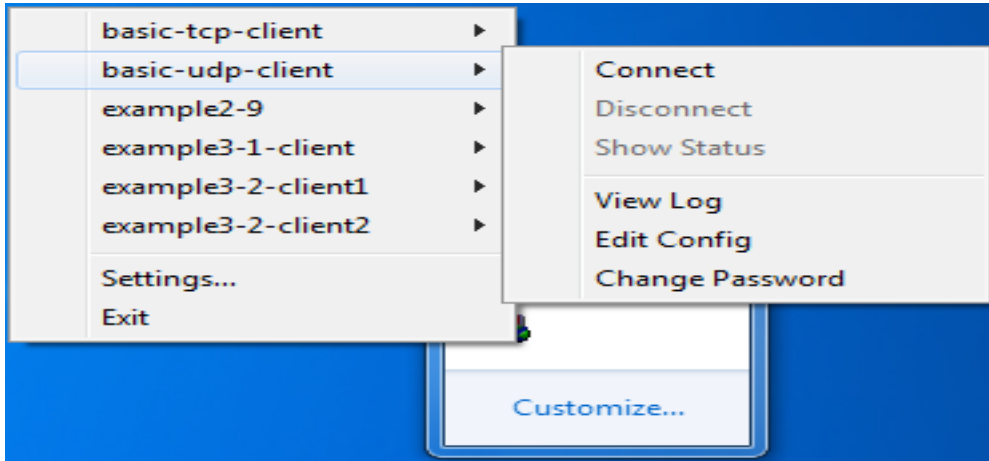 basic-tcp-client
basic-udp-client
example2-9
example3-1-client
example3-2-client1
example3-2-client2
Settings...
Exit
Connect
Disconnect
Show Status
View Log
Edit Config
Change Password
Customize...